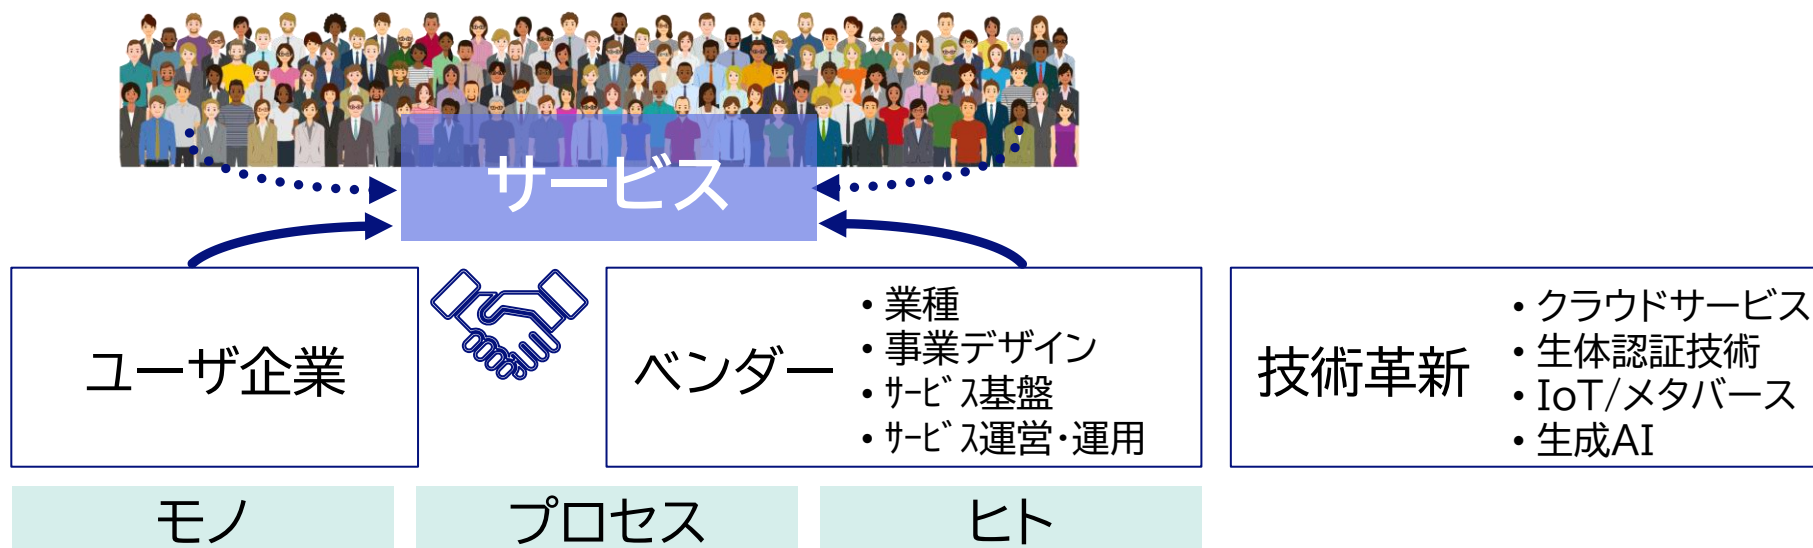 サービス
ユーザ企業
ベンダー
• 業種
• 事業デザイン
• ｻｰﾋﾞｽ基盤
• ｻｰﾋﾞｽ運営・運用
技術革新
• クラウドサービス
• 生体認証技術
• IoT/メタバース
• 生成AI
モノ
プロセス
ヒト